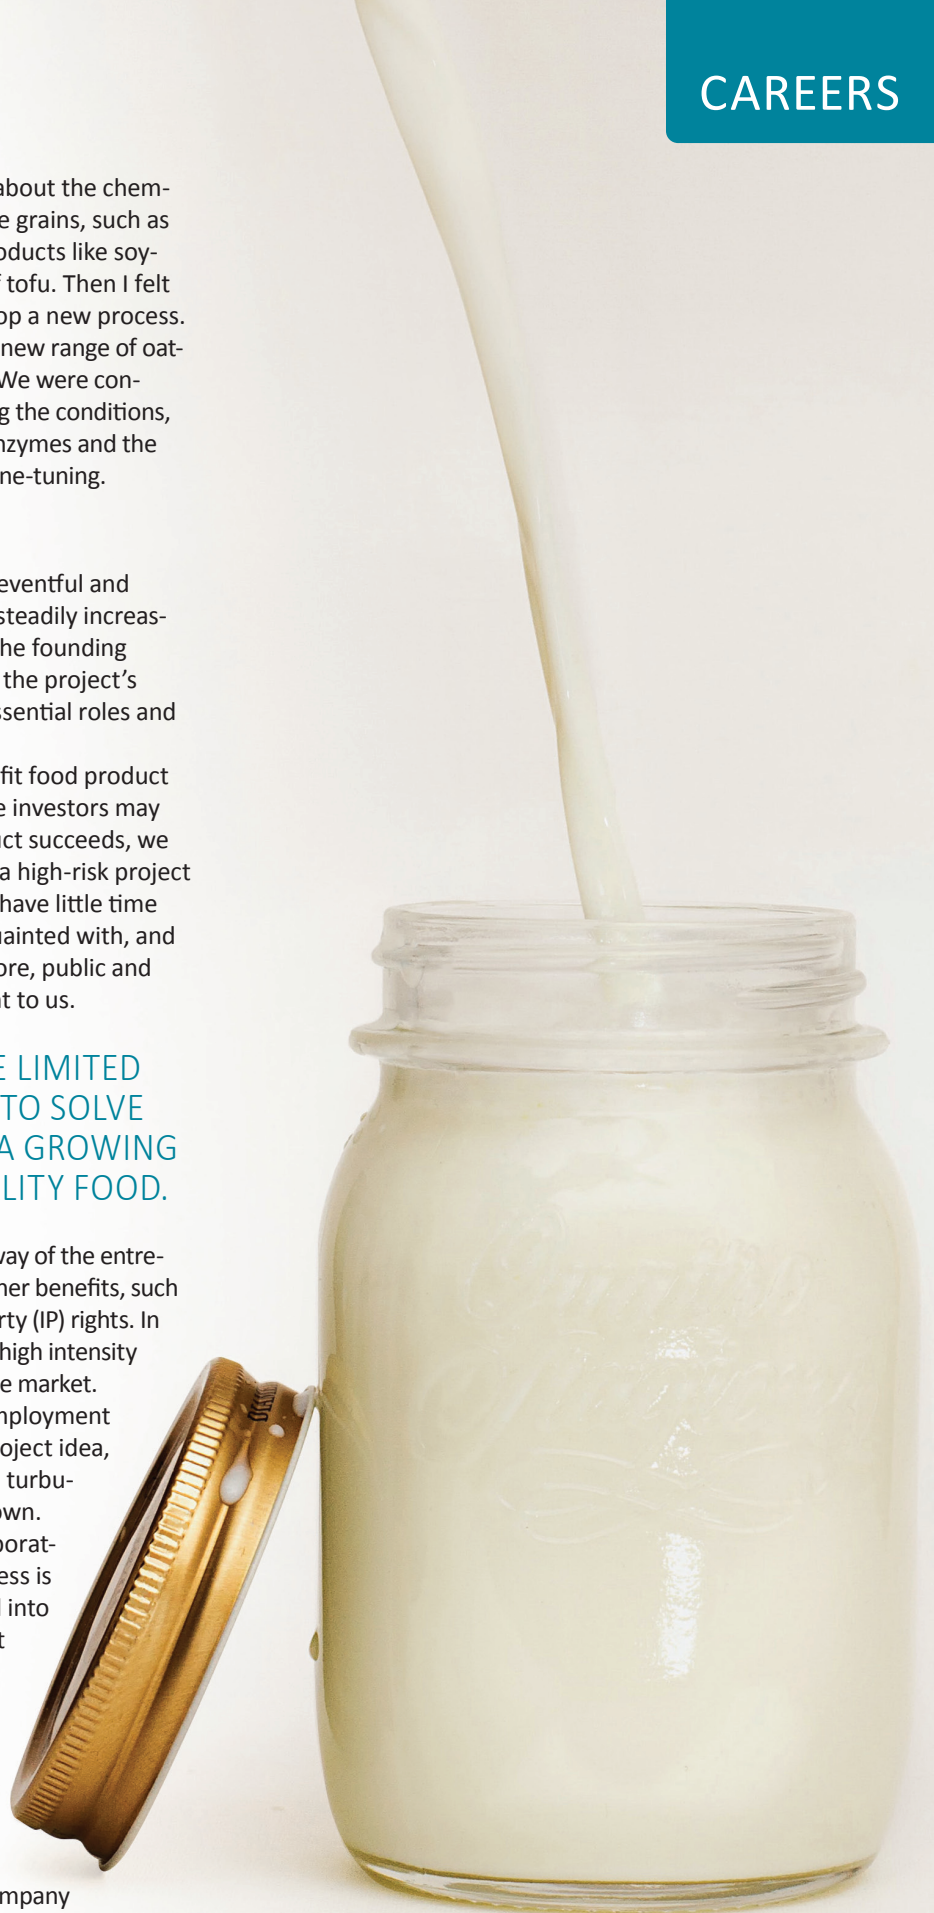 CAREERS
about the chem-
e grains, such as
oducts like soy-
f tofu. Then I felt
op a new process.
new range of oat-
We were con-
g the conditions,
nzymes and the
ne-tuning.
eventful and
steadily increas-
he founding
the project's
ssential roles and
fit food product
e investors may
ct succeeds, we
a high-risk project
have little time
ainted with, and
ore, public and
t to us.
E LIMITED
TO SOLVE
A GROWING
LITY FOOD.
way of the entre-
ner benefits, such
rty (IP) rights. In
high intensity
e market.
mployment
oject idea,
turbu-
own.
porat-
ess is
into
t
mpany